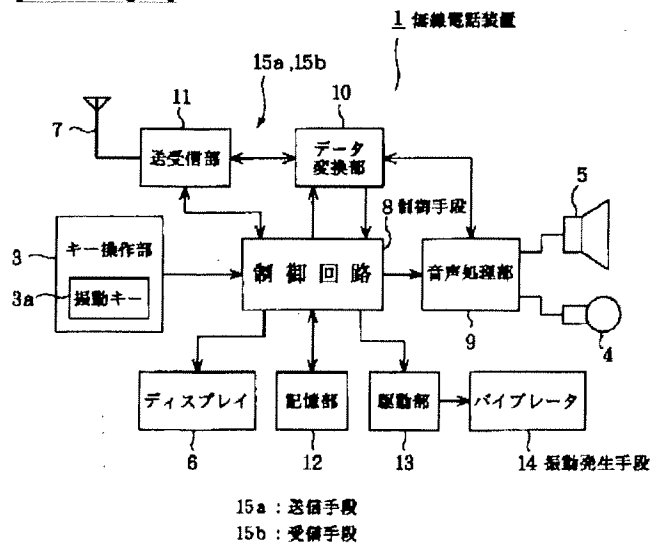 1 無線電話装置
15a,15b
11
10
7
送受信部
データ
変換部
5
8 制御手段
3
キー操作部
制御回路
音声処理部
3a
振動キー
9
4
ディスプレイ
記憶部
駆動部
バイブレータ
6
12
13
14 振動発生手段
15a : 送信手段
15b : 受信手段